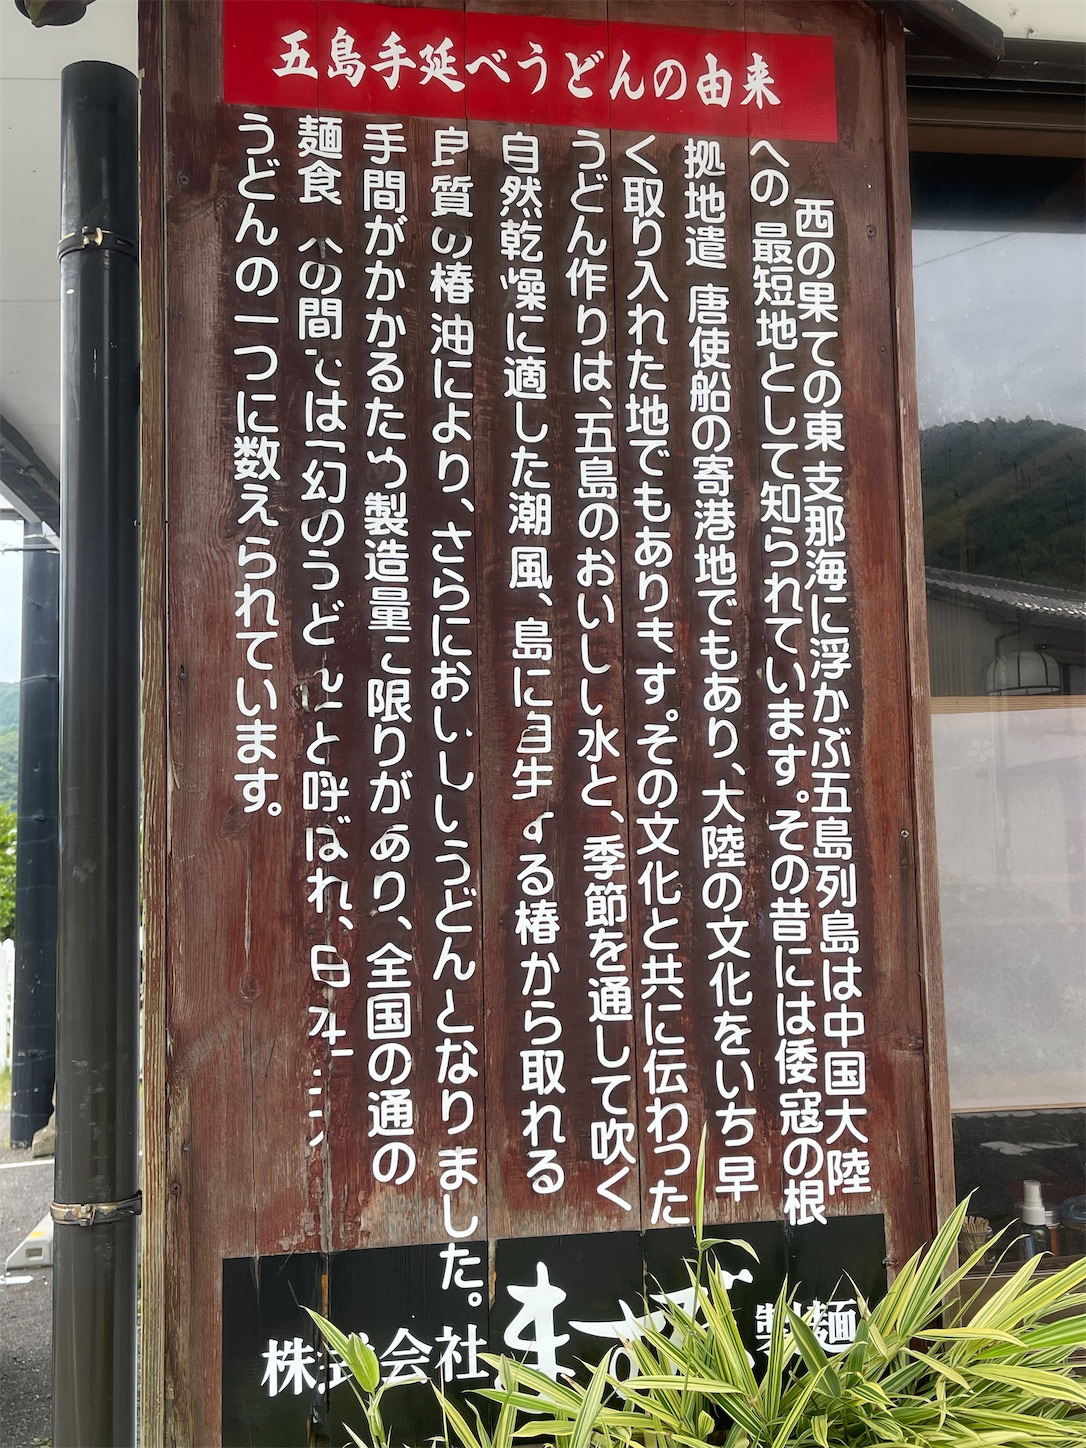 五島手延べうどんの由来
西の果ての東支那海に浮かぶ五島列島は中国大陸
への最短地として知られています。その昔には倭寇の根
拠地遣唐使船の寄港地でもあり、大陸の文化をいち早
く取り入れた地でもあります。その文化と共に伝わった
うどん作りは、五島のおいしい水と、季節を通して吹く
自然乾燥に適した潮風、島に自生する椿から取れる
良質の椿油により、さらにおいしいうどんとなりました。
手間がかかるため製造量に限りがあり、全国の通の
麺食人の間では「幻のうどん」と呼ばれ、日本三大
うどんの一つに数えられています。
株式会社 製麺